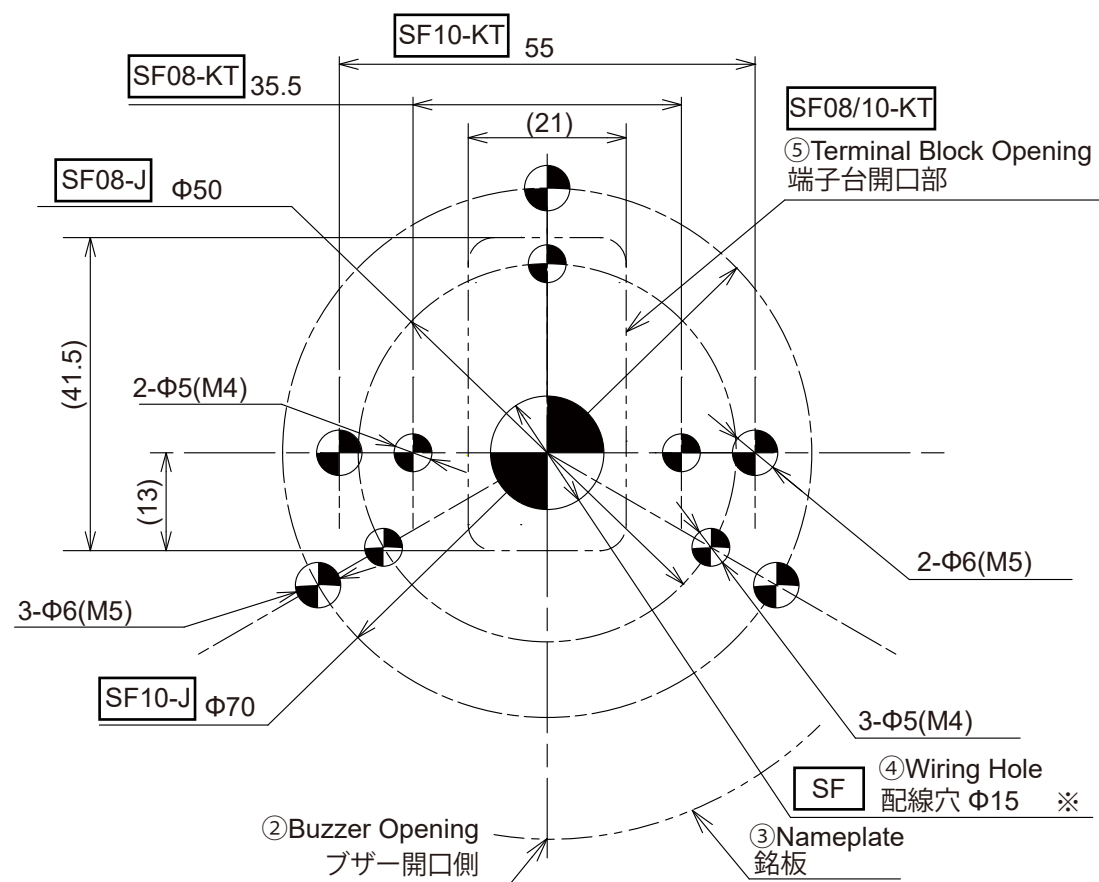 SF10-KT 55
SF08-KT 35.5
(21)
SF08/10-KT
⑤Terminal Block Opening
端子台開口部
SF08-J Φ50
(41.5)
2-Φ5(M4)
(13)
2-Φ6(M5)
3-Φ6(M5)
SF10-J Φ70
3-Φ5(M4)
SF ④Wiring Hole
配線穴 Φ15 ※
②Buzzer Opening
ブザー開口側
③Nameplate
銘板